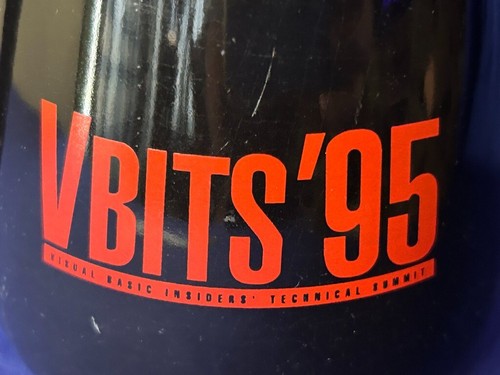 VBITS'95
VISUAL BASIC INSIDERS' TECHNICAL SUMMIT